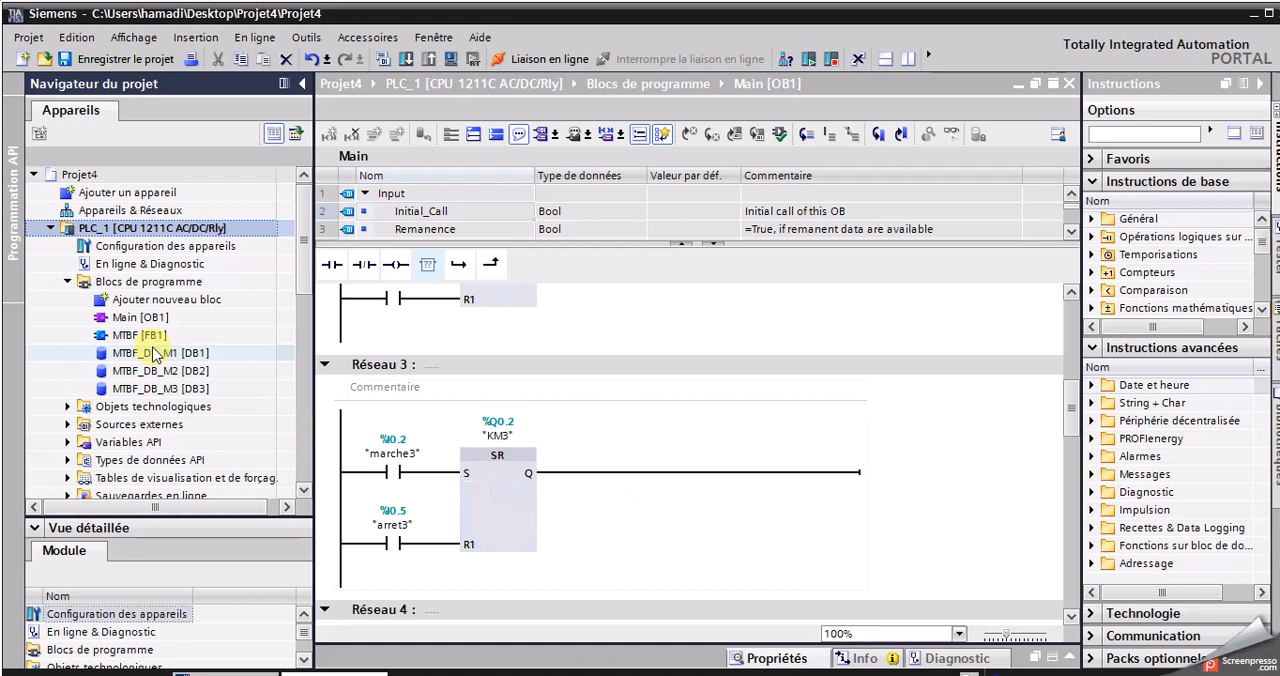 Siemens - C:\Users\hamadi\Desktop\Projet4\Projet4
Projet Edition Affichage Insertion En ligne Outils Accessoires Fenêtre Aide
Enregistrer le projet Liaison en ligne Interrompre la liaison en ligne
Totally Integrated Automation
PORTAL
Navigateur du projet
Appareils
Programmation API
Projet4
Ajouter un appareil
Appareils & Réseaux
PLC_1 [CPU 1211C AC/DC/Rly]
Configuration des appareils
En ligne & Diagnostic
Blocs de programme
Ajouter nouveau bloc
Main [OB1]
MTBF [FB1]
MTBF_DB_M1 [DB1]
MTBF_DB_M2 [DB2]
MTBF_DB_M3 [DB3]
Objets technologiques
Sources externes
Variables API
Types de données API
Tables de visualisation et de forçag.
Sauvegardes en ligne
Vue détaillée
Module
Nom
Configuration des appareils
En ligne & Diagnostic
Blocs de programme
Objets technologiques
Projet4 PLC_1 [CPU 1211C AC/DC/Rly] Blocs de programme Main [OB1]
Main
Nom Type de données Valeur par déf. Commentaire
1 Input
2 Initial_Call Bool Initial call of this OB
3 Remanence Bool =True, if remanent data are available
??
R1
Réseau 3 : .....
Commentaire
%Q0.2
"KM3"
%I0.2
"marche3"
SR
S Q
%I0.5
"arret3"
R1
Réseau 4 : .....
100%
Propriétés Info Diagnostic
Instructions
Options
Favoris
Instructions de base
Nom
Général
Opérations logiques sur ...
Temporisations
Compteurs
Comparaison
Fonctions mathématiques
Instructions avancées
Nom ...
Date et heure
String + Char
Périphérie décentralisée
PROFIenergy
Alarmes
Messages
Diagnostic
Impulsion
Recettes & Data Logging
Fonctions sur bloc de do...
Adressage
Technologie
Communication
Packs optionnels
Screenpresso
.com